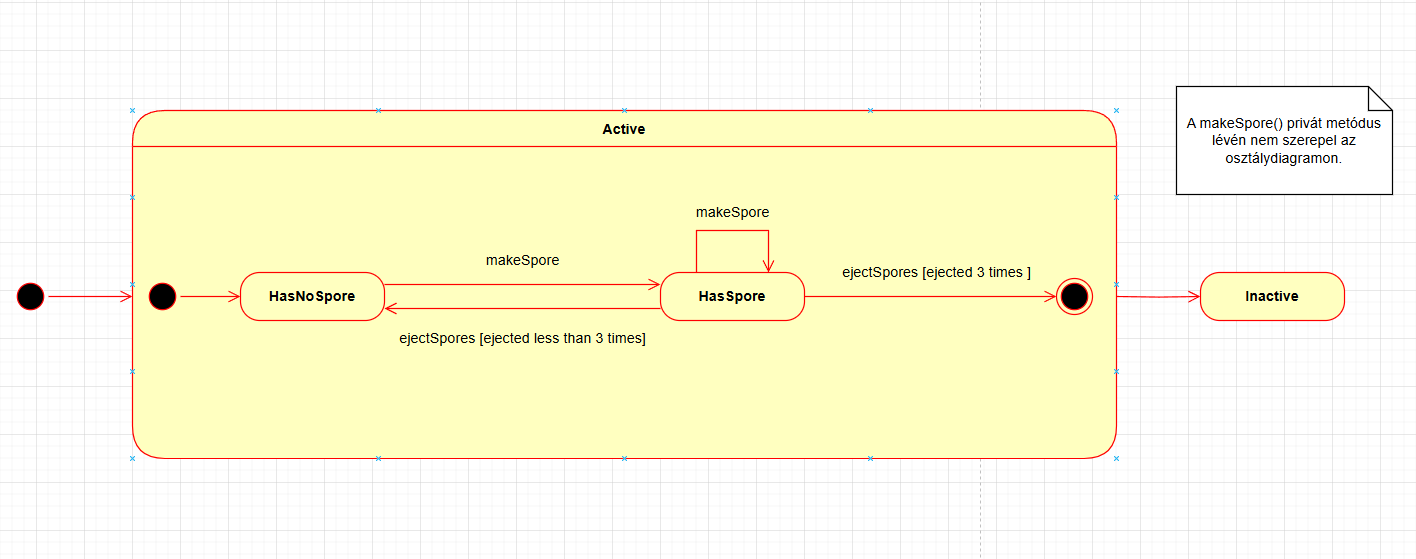 Active
A makeSpore() privát metódus
lévén nem szerepel az
osztálydiagramon.
makeSpore
makeSpore
ejectSpores [ejected 3 times ]
HasNoSpore
HasSpore
Inactive
ejectSpores [ejected less than 3 times]